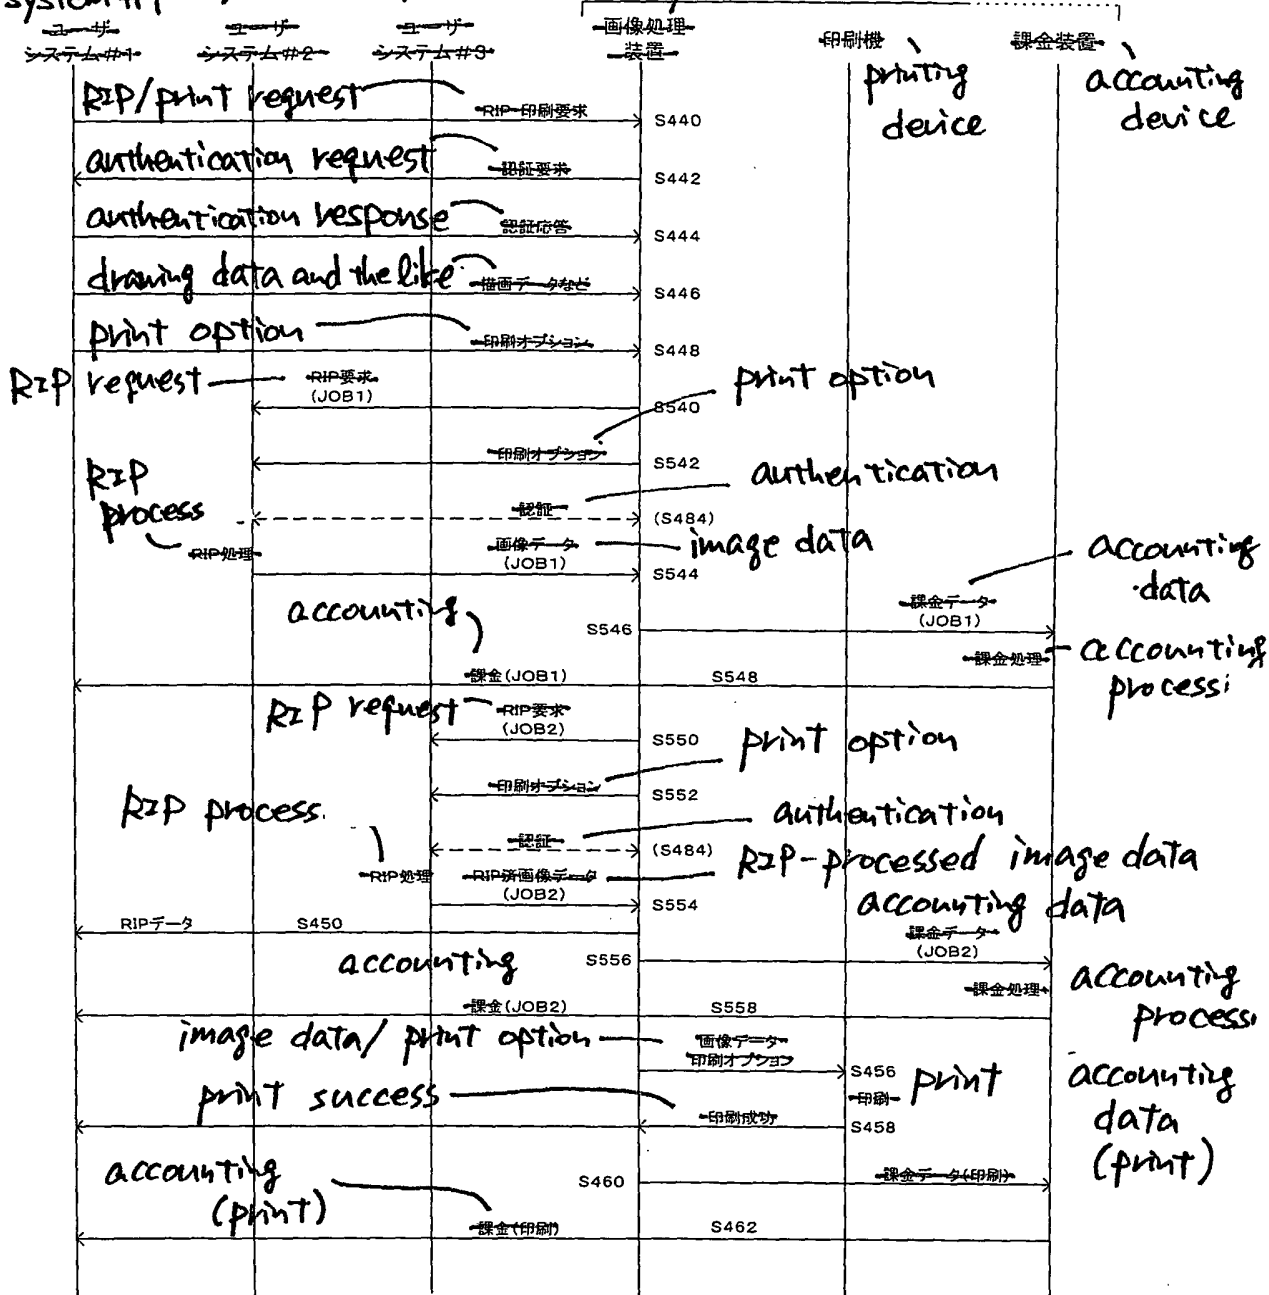 system #1
ユーザ ユーザ ユーザ 画像処理
システム#1 システム#2 システム#3 装置 印刷機 課金装置
printing device
accounting device
RIP/print request RIP・印刷要求 S440
authentication request 認証要求 S442
authentication response 認証応答 S444
drawing data and the like 描画データなど S446
print option 印刷オプション S448
RIP request RIP要求 print option
(JOB1) S540
印刷オプション S542
RIP process authentication
認証 (S484)
RIP処理 画像データ image data
(JOB1) S544
accounting data
accounting 課金データ
S546 (JOB1)
課金処理 accounting
process
課金(JOB1) S548
RIP request RIP要求
(JOB2) S550 print option
印刷オプション S552
RIP process authentication
認証 (S484)
RIP処理 RIP済画像データ RIP-processed image data
(JOB2) S554 accounting data
RIPデータ S450 課金データ
accounting S556 (JOB2)
課金処理 accounting
process
課金(JOB2) S558
image data/ print option 画像データ
印刷オプション S456
印刷 print
print success 印刷成功 S458
accounting data (print)
accounting (print) S460 課金データ(印刷)
課金(印刷) S462